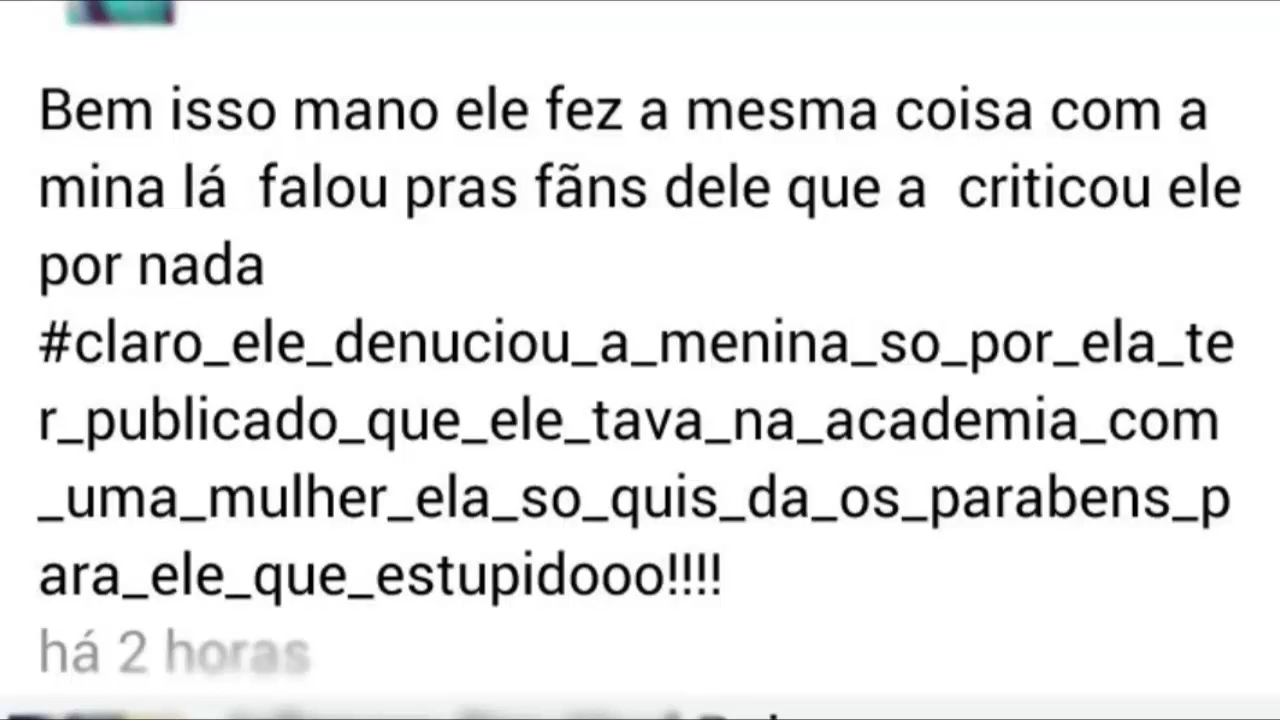 Bem isso mano ele fez a mesma coisa com a
mina lá falou pras fãns dele que a criticou ele
por nada
#claro_ele_denuciou_a_menina_so_por_ela_te
r_publicado_que_ele_tava_na_academia_com
_uma_mulher_ela_so_quis_da_os_parabens_p
ara_ele_que_estupidooo!!!!
há 2 horas